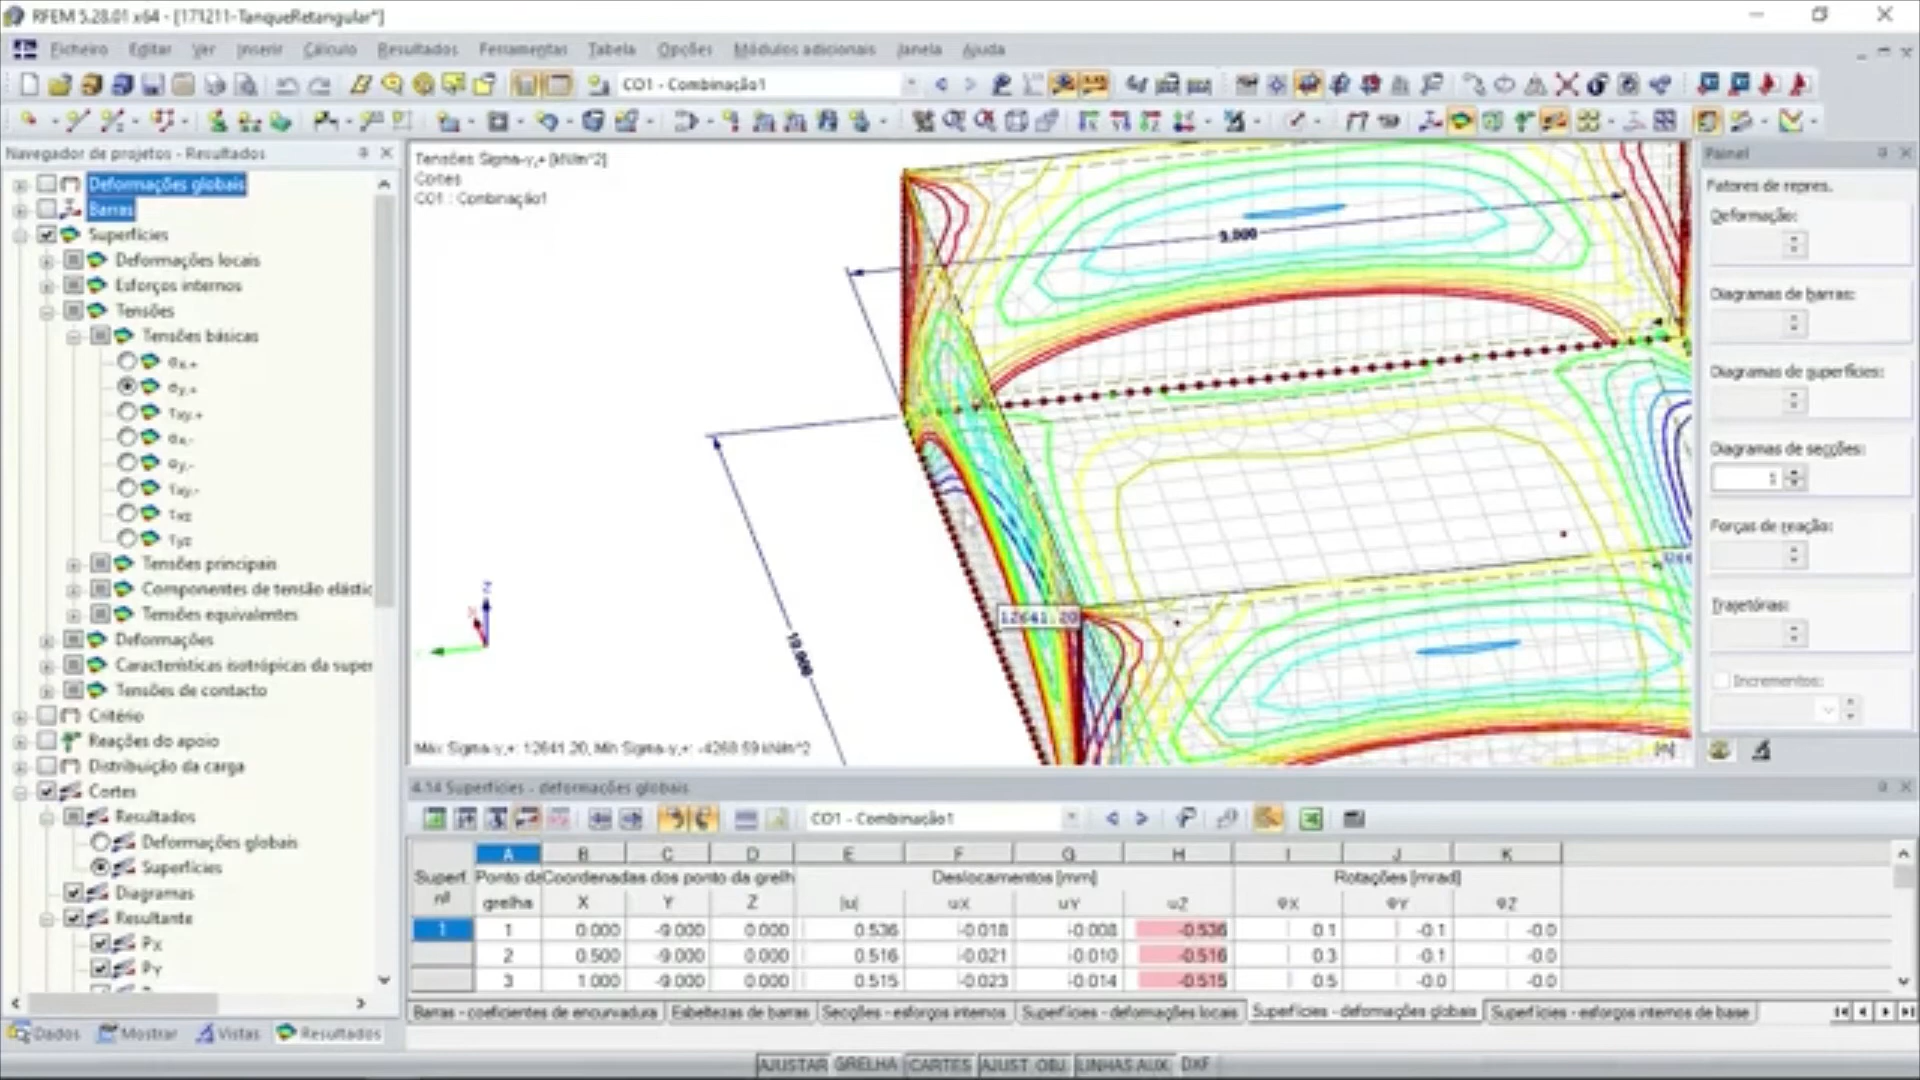 RFEM 5.28.01 x64 - [171211-TanqueRetangular*]
Ficheiro Editar Ver Inserir Cálculo Resultados Ferramentas Tabela Opções Módulos adicionais Janela Ajuda
CO1 - Combinação1
Navegador de projetos - Resultados
Deformações globais
Barras
Superfícies
Deformações locais
Esforços internos
Tensões
Tensões básicas
σx,+
σy,+
τxy,+
σx,-
σy,-
τxy,-
τxz
τyz
Tensões principais
Componentes de tensão elástic
Tensões equivalentes
Deformações
Características isotrópicas da super
Tensões de contacto
Critério
Reações do apoio
Distribuição da carga
Cortes
Resultados
Deformações globais
Superfícies
Diagramas
Resultante
Px
Py
Dados Mostrar Vistas Resultados
Tensões Sigma-y,+ [kN/m^2]
Cortes
CO1 : Combinação1
9.000
10.000
12641.20
Máx Sigma-y,+: 12641.20, Mín Sigma-y,+: -4268.59 kN/m^2
[m]
Painel
Fatores de repres.
Deformação:
Diagramas de barras:
Diagramas de superfícies:
Diagramas de secções:
1
Forças de reação:
Trajetórias:
Incrementos:
4.14 Superfícies - deformações globais
CO1 - Combinação1
A B C D E F G H I J K
Superf. Ponto da Coordenadas dos ponto da grelh Deslocamentos [mm] Rotações [mrad]
nº grelha X Y Z |u| uX uY uZ φX φY φZ
1 1 0.000 -9.000 0.000 0.536 -0.018 -0.008 -0.536 0.1 -0.1 -0.0
2 0.500 -9.000 0.000 0.516 -0.021 -0.010 -0.516 0.3 -0.1 -0.0
3 1.000 -9.000 0.000 0.515 -0.023 -0.014 -0.515 0.5 -0.0 -0.0
Barras - coeficientes de encurvadura Esbeltezas de barras Secções - esforços internos Superfícies - deformações locais Superfícies - deformações globais Superfícies - esforços internos de base
AJUSTAR GRELHA CARTES AJUST. OBJ LINHAS AUX. DXF